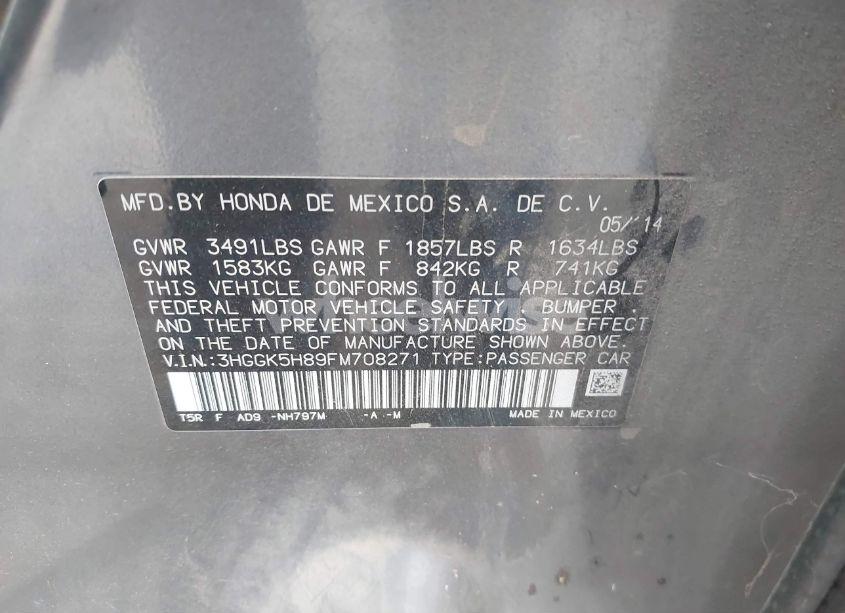 MFD.BY HONDA DE MEXICO S.A. DE C.V.
05/'14
GVWR 3491LBS GAWR F 1857LBS R 1634LBS
GVWR 1583KG GAWR F 842KG R 741KG
THIS VEHICLE CONFORMS TO ALL APPLICABLE
FEDERAL MOTOR VEHICLE SAFETY , BUMPER ,
AND THEFT PREVENTION STANDARDS IN EFFECT
ON THE DATE OF MANUFACTURE SHOWN ABOVE.
V.I.N.:3HGGK5H89FM708271 TYPE:PASSENGER CAR
T5R F AD9 -NH797M -A -M MADE IN MEXICO